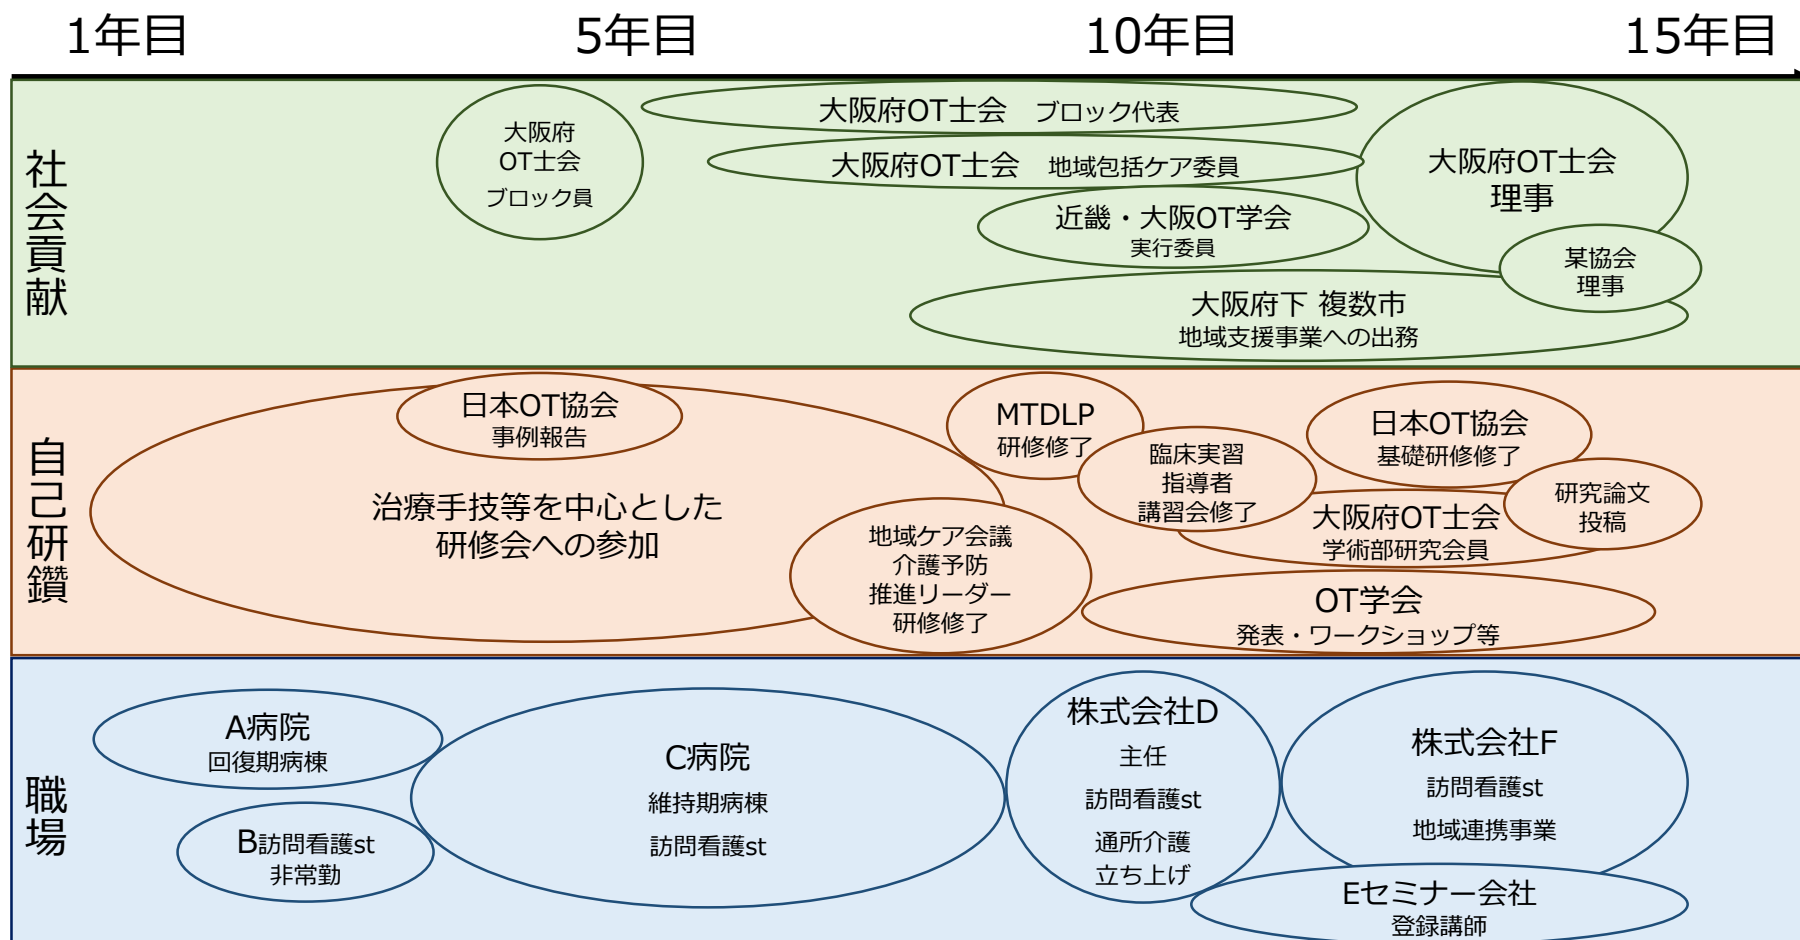 1年目
5年目
10年目
15年目
社会貢献
大阪府
OT士会
ブロック員
大阪府OT士会　ブロック代表
大阪府OT士会　地域包括ケア委員
近畿・大阪OT学会
実行委員
大阪府OT士会
理事
某協会
理事
大阪府下 複数市
地域支援事業への出務
自己研鑽
日本OT協会
事例報告
治療手技等を中心とした
研修会への参加
地域ケア会議
介護予防
推進リーダー
研修修了
MTDLP
研修修了
臨床実習
指導者
講習会修了
日本OT協会
基礎研修修了
研究論文
投稿
大阪府OT士会
学術部研究会員
OT学会
発表・ワークショップ等
職場
A病院
回復期病棟
B訪問看護st
非常勤
C病院
維持期病棟
訪問看護st
株式会社D
主任
訪問看護st
通所介護
立ち上げ
株式会社F
訪問看護st
地域連携事業
Eセミナー会社
登録講師